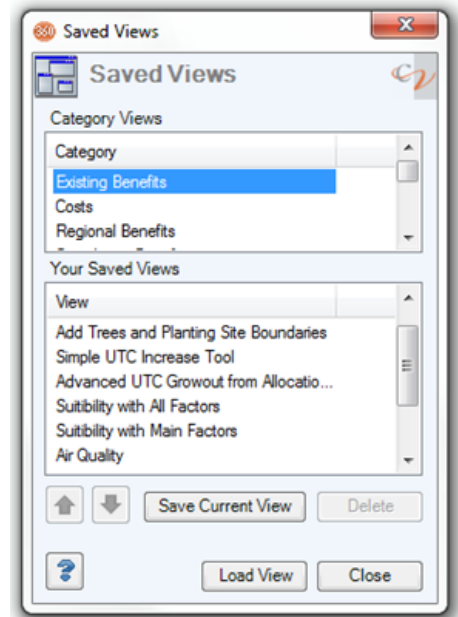 360 Saved Views
Saved Views
CV
Category Views
Category
Existing Benefits
Costs
Regional Benefits
Your Saved Views
View
Add Trees and Planting Site Boundaries
Simple UTC Increase Tool
Advanced UTC Growout from Allocatio...
Suitibility with All Factors
Suitibility with Main Factors
Air Quality
Save Current View Delete
? Load View Close